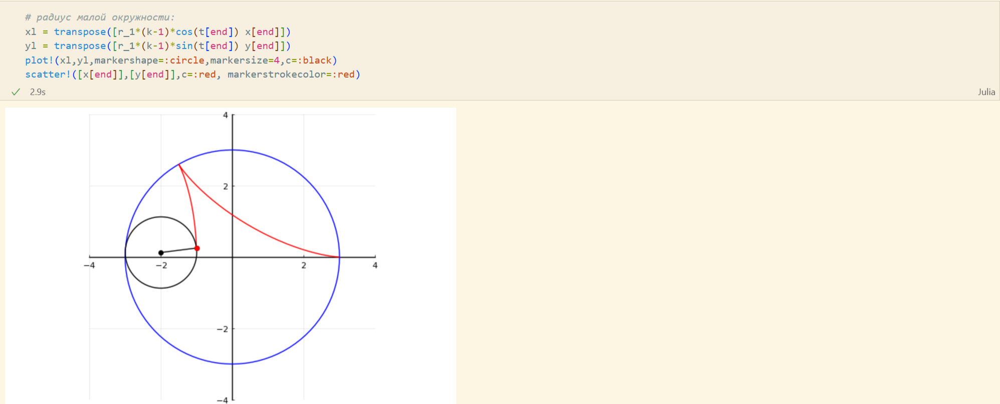 # радиус малой окружности:
xl = transpose([r_1*(k-1)*cos(t[end]) x[end]])
yl = transpose([r_1*(k-1)*sin(t[end]) y[end]])
plot!(xl,yl,markershape=:circle,markersize=4,c=:black)
scatter!([x[end]],[y[end]],c=:red, markerstrokecolor=:red)
✓ 2.9s
Julia
4
2
−4
−2
2
4
−2
−4